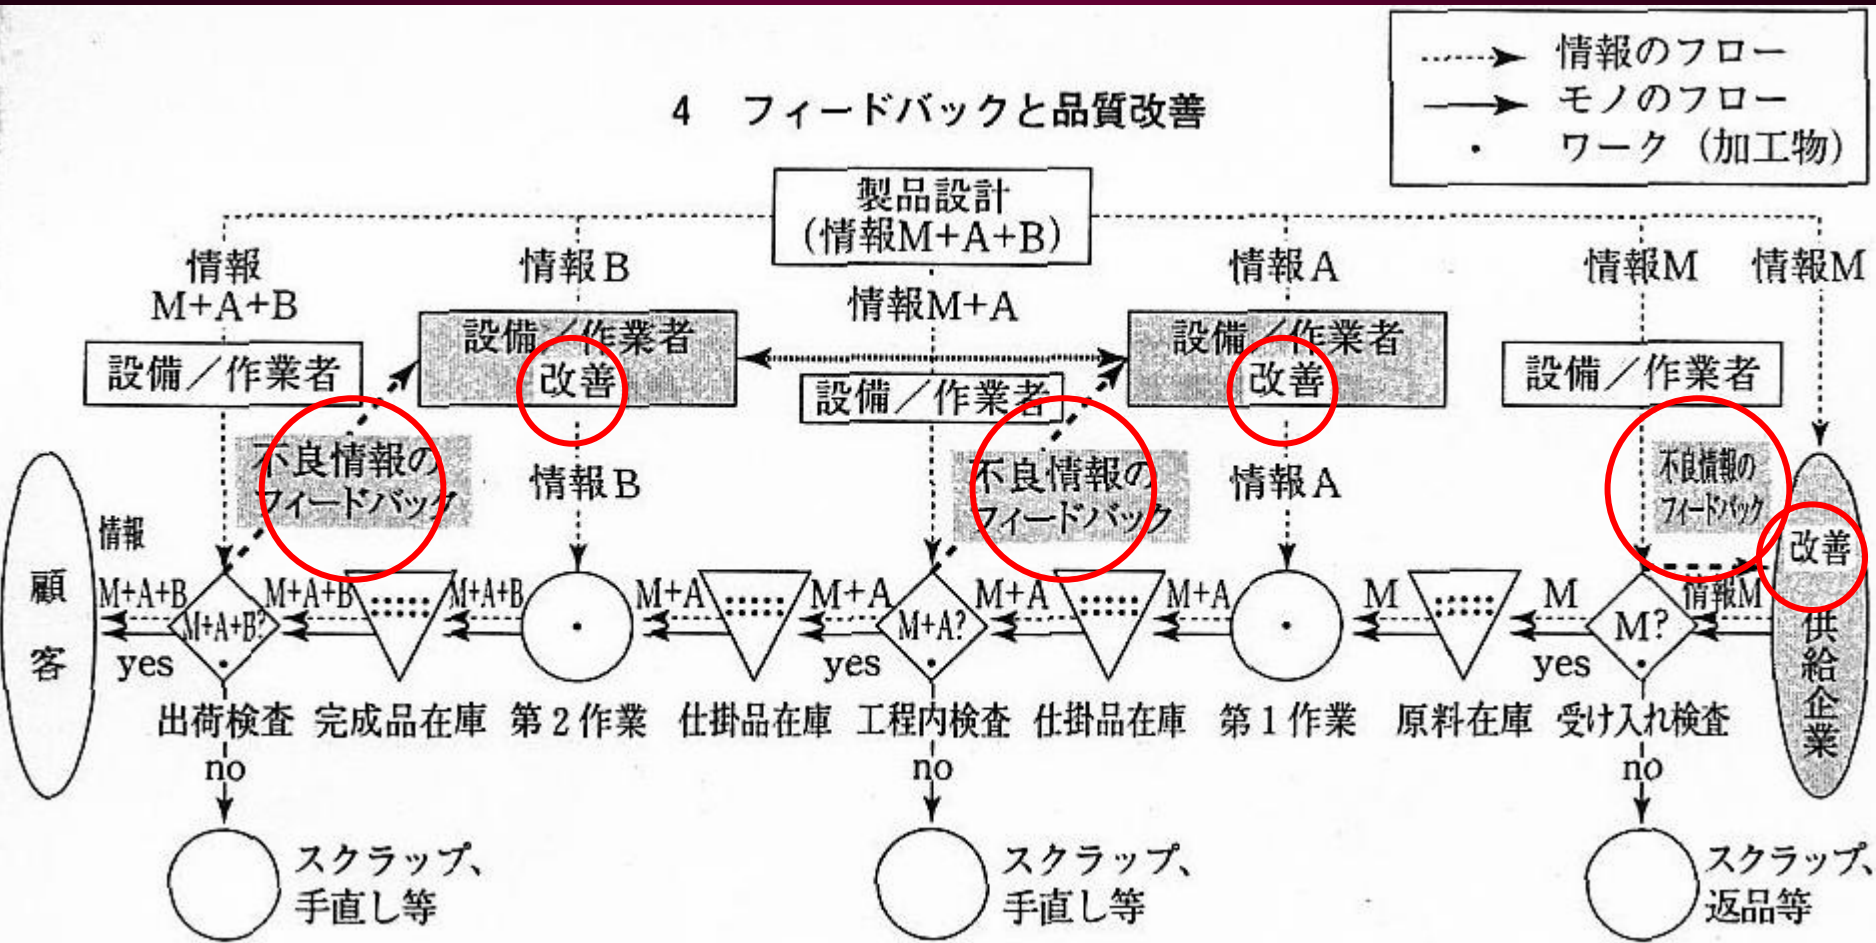 情報のフロー
モノのフロー
ワーク（加工物）
4　フィードバックと品質改善
製品設計
(情報M+A+B)
情報
M+A+B
情報B
情報M+A
情報A
情報M
情報M
設備／作業者
設備／作業者
改善
設備／作業者
設備／作業者
改善
設備／作業者
不良情報の
フィードバック
情報B
不良情報の
フィードバック
情報A
不良情報の
フィードバック
改善
供給企業
顧客
情報
M+A+B
M+A+B?
yes
M+A+B
M+A+B
M+A
M+A
M+A?
yes
M+A
M+A
M
M
M?
yes
情報M
出荷検査
完成品在庫
第2作業
仕掛品在庫
工程内検査
仕掛品在庫
第1作業
原料在庫
受け入れ検査
no
no
no
スクラップ、
手直し等
スクラップ、
手直し等
スクラップ、
返品等